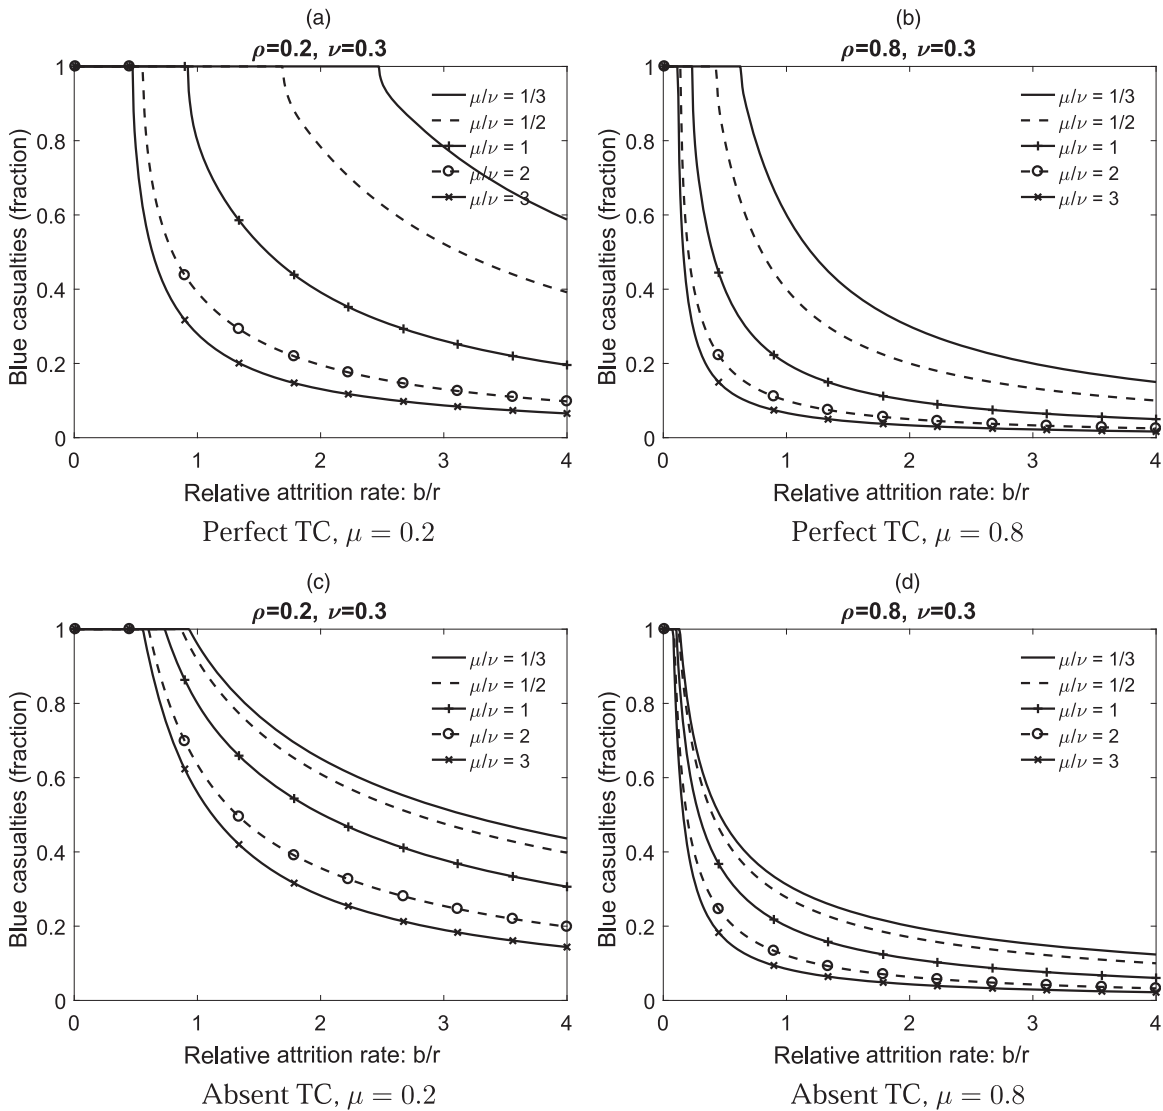 (a)
ρ=0.2, ν=0.3
1
0.8
0.6
0.4
0.2
0
Blue casualties (fraction)
μ/ν = 1/3
μ/ν = 1/2
μ/ν = 1
μ/ν = 2
μ/ν = 3
0 1 2 3 4
Relative attrition rate: b/r
Perfect TC, μ = 0.2
(b)
ρ=0.8, ν=0.3
1
0.8
0.6
0.4
0.2
0
Blue casualties (fraction)
μ/ν = 1/3
μ/ν = 1/2
μ/ν = 1
μ/ν = 2
μ/ν = 3
0 1 2 3 4
Relative attrition rate: b/r
Perfect TC, μ = 0.8
(c)
ρ=0.2, ν=0.3
1
0.8
0.6
0.4
0.2
0
Blue casualties (fraction)
μ/ν = 1/3
μ/ν = 1/2
μ/ν = 1
μ/ν = 2
μ/ν = 3
0 1 2 3 4
Relative attrition rate: b/r
Absent TC, μ = 0.2
(d)
ρ=0.8, ν=0.3
1
0.8
0.6
0.4
0.2
0
Blue casualties (fraction)
μ/ν = 1/3
μ/ν = 1/2
μ/ν = 1
μ/ν = 2
μ/ν = 3
0 1 2 3 4
Relative attrition rate: b/r
Absent TC, μ = 0.8